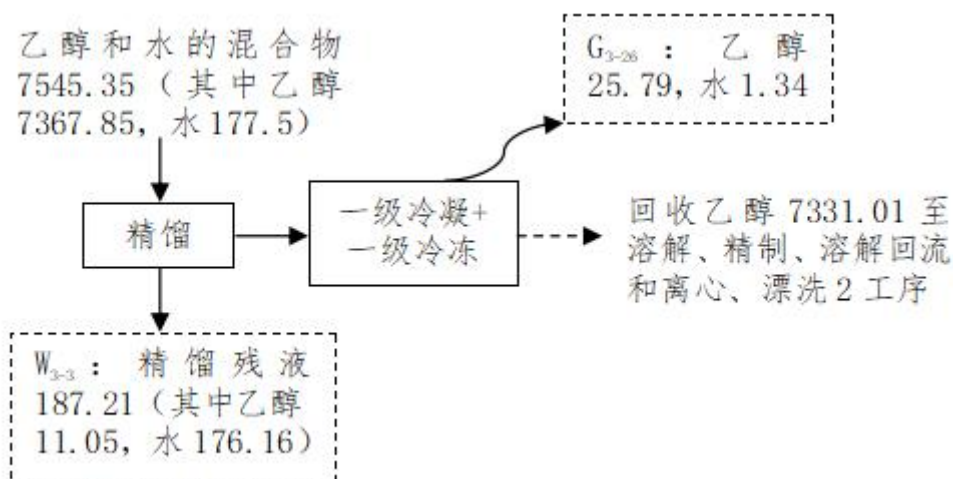 乙醇和水的混合物
7545.35（其中乙醇
7367.85，水177.5）
G₃₋₂₆：乙醇
25.79，水1.34
精馏
一级冷凝+
一级冷冻
回收乙醇7331.01至
溶解、精制、溶解回流
和离心、漂洗2工序
W₃₋₃：精馏残液
187.21（其中乙醇
11.05，水176.16）